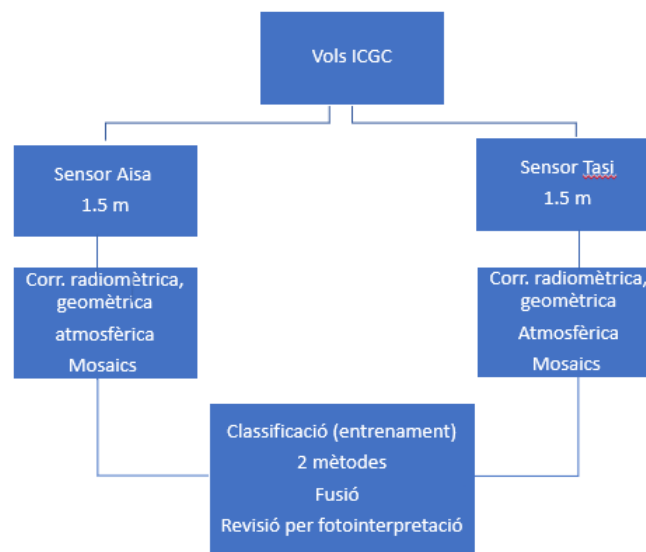 Vols ICGC
Sensor Aisa
1.5 m
Sensor Tasi
1.5 m
Corr. radiomètrica,
geomètrica
atmosfèrica
Mosaics
Corr. radiomètrica,
geomètrica
Atmosfèrica
Mosaics
Classificació (entrenament)
2 mètodes
Fusió
Revisió per fotointerpretació